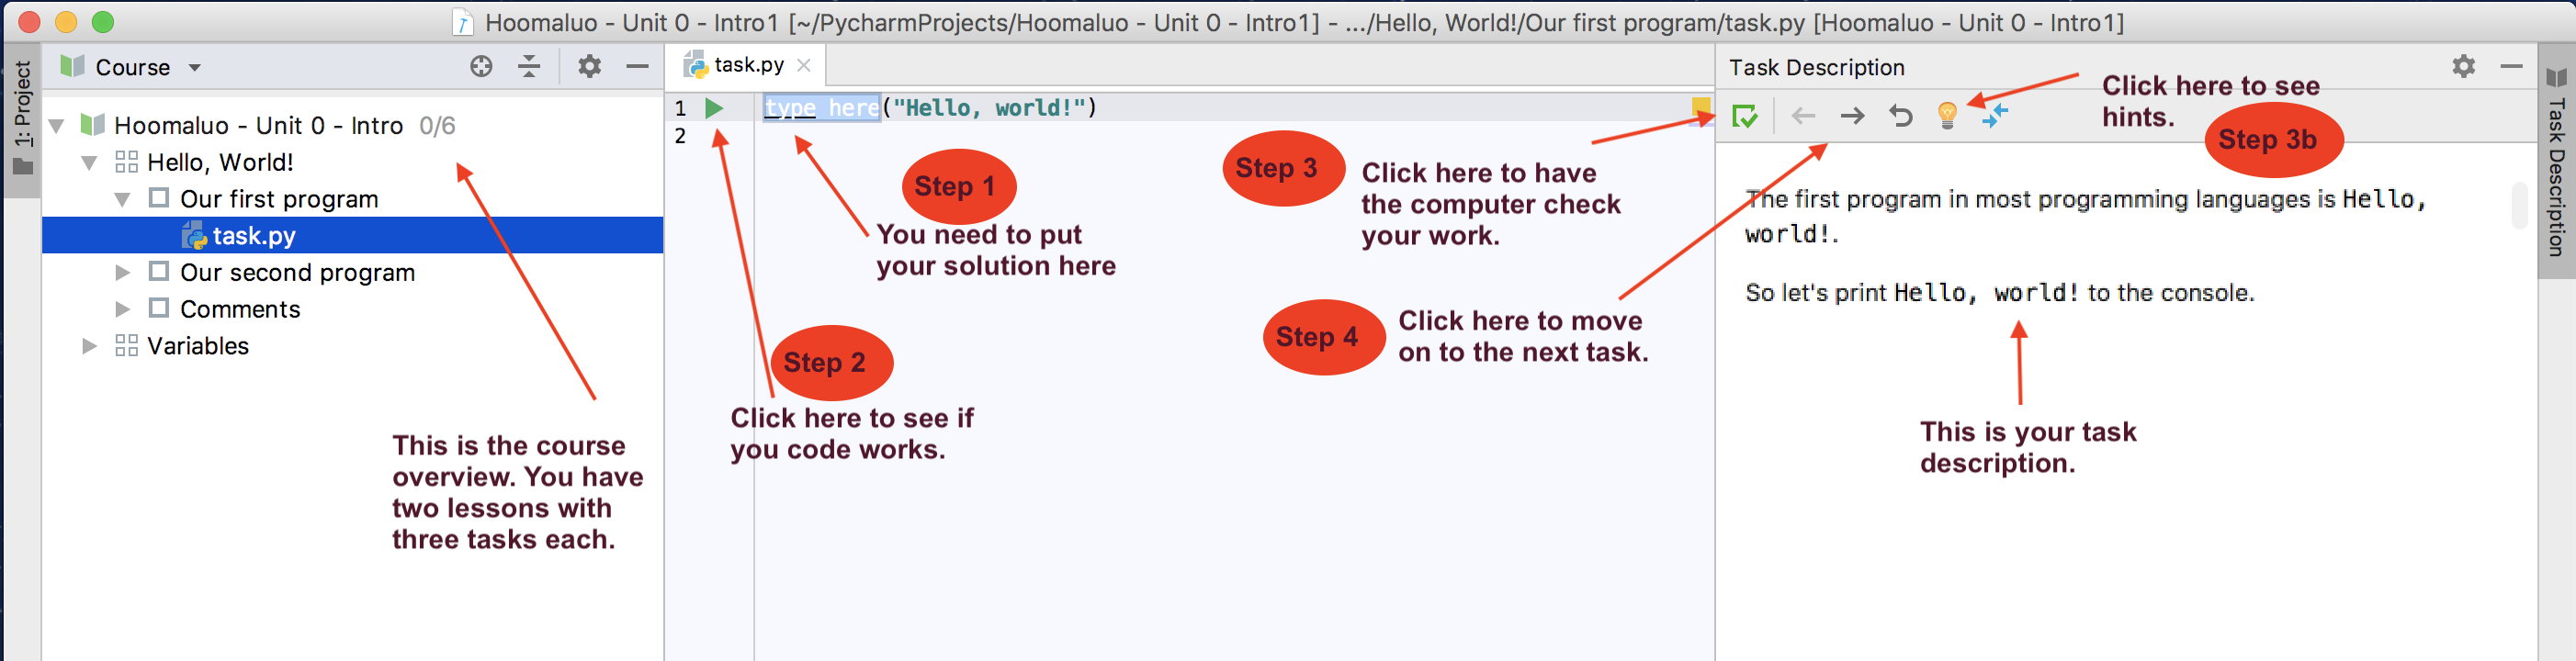 Hoomaluo - Unit 0 - Intro1 [~/PycharmProjects/Hoomaluo - Unit 0 - Intro1] - .../Hello, World!/Our first program/task.py [Hoomaluo - Unit 0 - Intro1]
1: Project
Course
Hoomaluo - Unit 0 - Intro 0/6
Hello, World!
Our first program
task.py
Our second program
Comments
Variables
This is the course
overview. You have
two lessons with
three tasks each.
task.py
1
type here("Hello, world!")
2
Step 1
You need to put
your solution here
Step 2
Click here to see if
you code works.
Step 3
Click here to have
the computer check
your work.
Step 4
Click here to move
on to the next task.
Task Description
Click here to see
hints.
Step 3b
The first program in most programming languages is Hello,
world!.
So let's print Hello, world! to the console.
This is your task
description.
Task Description